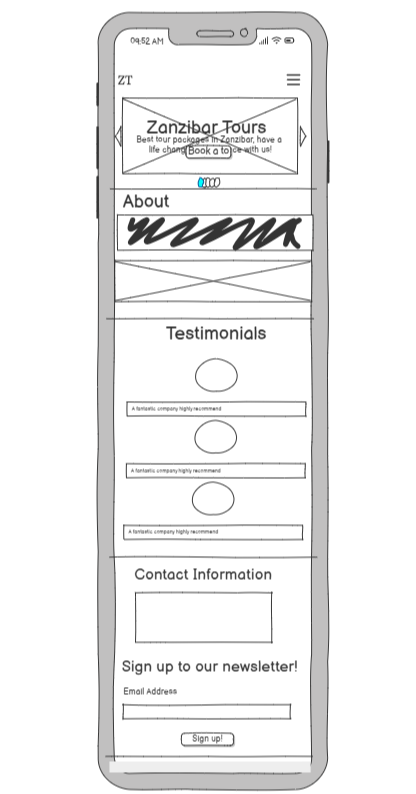 09:52 AM
ZT
Zanzibar Tours
Best tour packages in Zanzibar, have a
life chang
Book a to
ce with us!
About
Testimonials
A fantastic company highly recommend
A fantastic company highly recommend
A fantastic company highly recommend
Contact Information
Sign up to our newsletter!
Email Address
Sign up!